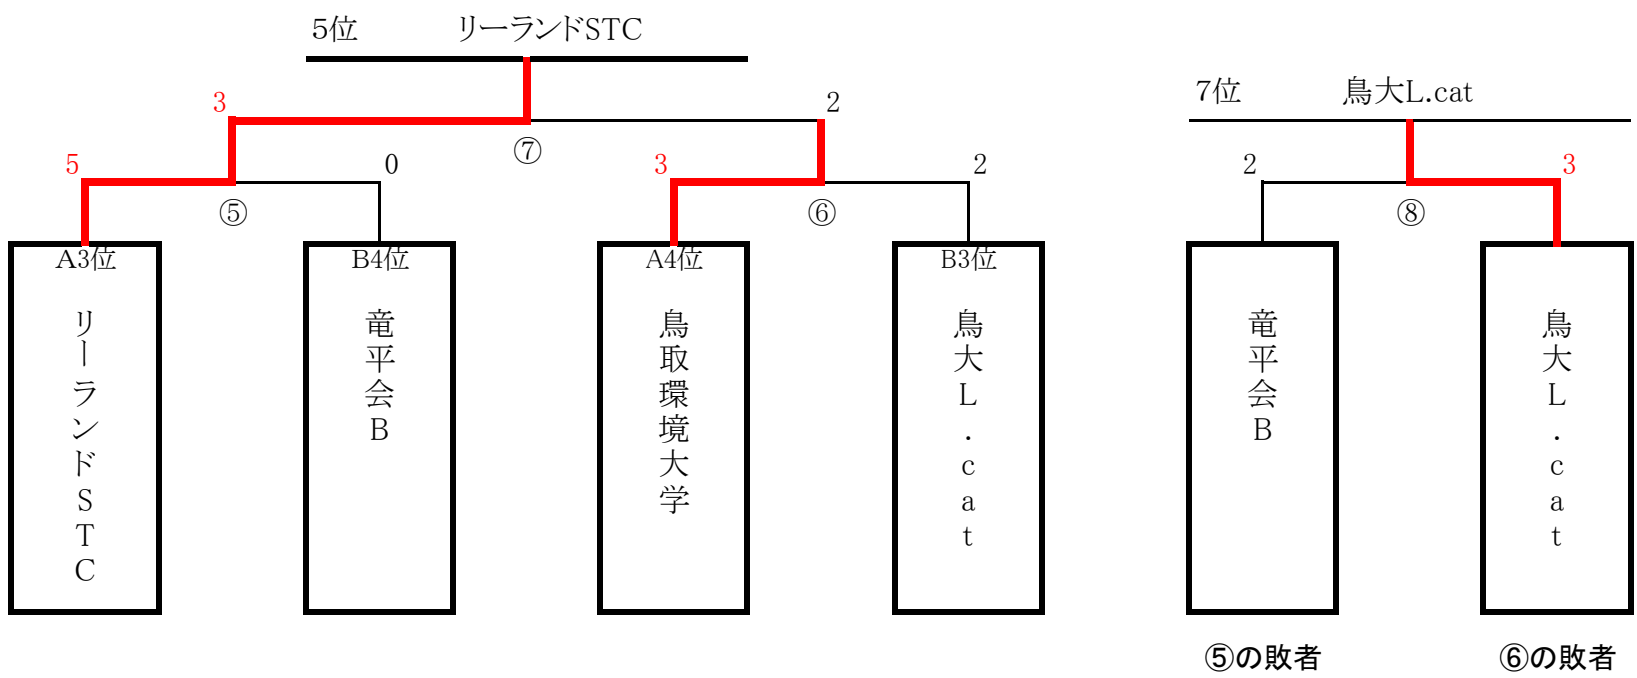 ５位 リーランドSTC
7位 鳥大L.cat
3 2
⑦
5 0 3 2 2 3
⑤ ⑥ ⑧
A3位 B4位 A4位 B3位
リーランドSTC
竜平会B
鳥取環境大学
鳥大L.cat
竜平会B
鳥大L.cat
⑤の敗者 ⑥の敗者